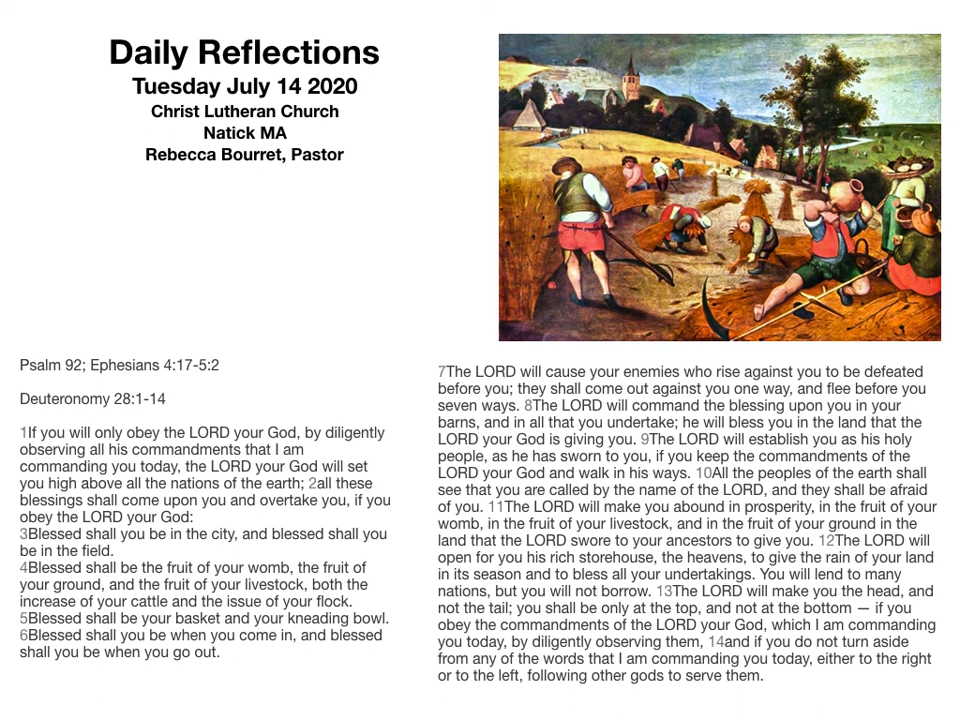 Daily Reflections
Tuesday July 14 2020
Christ Lutheran Church
Natick MA
Rebecca Bourret, Pastor
Psalm 92; Ephesians 4:17-5:2
Deuteronomy 28:1-14
1If you will only obey the LORD your God, by diligently
observing all his commandments that I am
commanding you today, the LORD your God will set
you high above all the nations of the earth; 2all these
blessings shall come upon you and overtake you, if you
obey the LORD your God:
3Blessed shall you be in the city, and blessed shall you
be in the field.
4Blessed shall be the fruit of your womb, the fruit of
your ground, and the fruit of your livestock, both the
increase of your cattle and the issue of your flock.
5Blessed shall be your basket and your kneading bowl.
6Blessed shall you be when you come in, and blessed
shall you be when you go out.
7The LORD will cause your enemies who rise against you to be defeated
before you; they shall come out against you one way, and flee before you
seven ways. 8The LORD will command the blessing upon you in your
barns, and in all that you undertake; he will bless you in the land that the
LORD your God is giving you. 9The LORD will establish you as his holy
people, as he has sworn to you, if you keep the commandments of the
LORD your God and walk in his ways. 10All the peoples of the earth shall
see that you are called by the name of the LORD, and they shall be afraid
of you. 11The LORD will make you abound in prosperity, in the fruit of your
womb, in the fruit of your livestock, and in the fruit of your ground in the
land that the LORD swore to your ancestors to give you. 12The LORD will
open for you his rich storehouse, the heavens, to give the rain of your land
in its season and to bless all your undertakings. You will lend to many
nations, but you will not borrow. 13The LORD will make you the head, and
not the tail; you shall be only at the top, and not at the bottom — if you
obey the commandments of the LORD your God, which I am commanding
you today, by diligently observing them, 14and if you do not turn aside
from any of the words that I am commanding you today, either to the right
or to the left, following other gods to serve them.